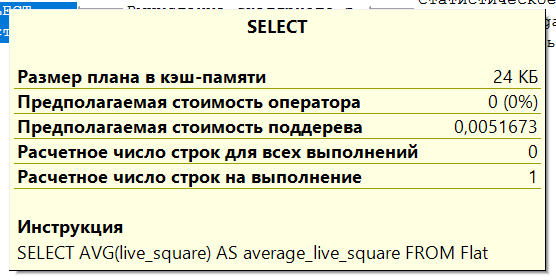 SELECT
Размер плана в кэш-памяти 24 КБ
Предполагаемая стоимость оператора 0 (0%)
Предполагаемая стоимость поддерева 0,0051673
Расчетное число строк для всех выполнений 0
Расчетное число строк на выполнение 1
Инструкция
SELECT AVG(live_square) AS average_live_square FROM Flat